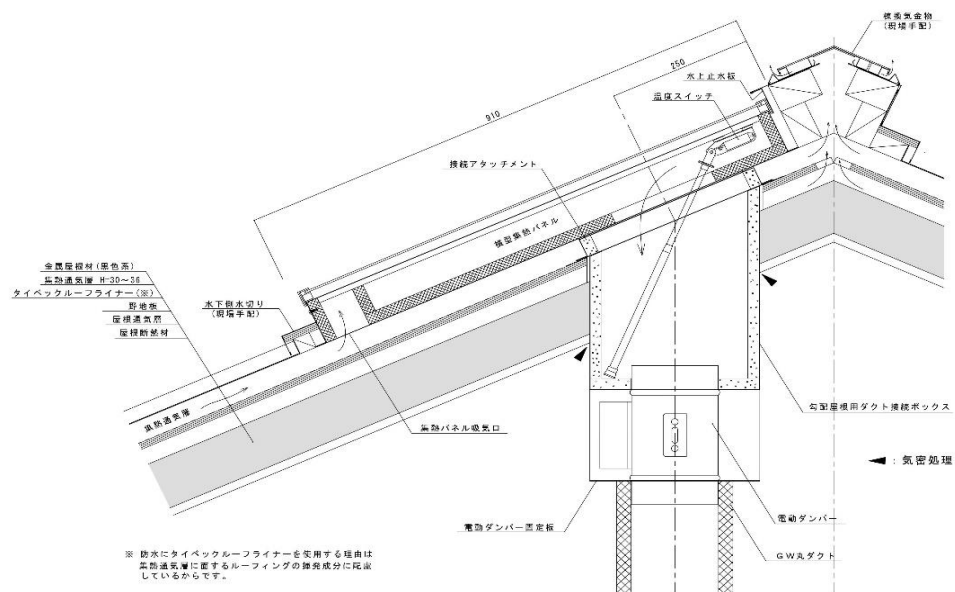 棟換気金物
(現場手配)
250
水上止水板
温度スイッチ
910
接続アタッチメント
横型集熱パネル
金属屋根材(黒色系)
集熱通気層 H=30～36
タイベックルーフライナー(※)
野地板
屋根通気層
屋根断熱材
水下側水切り
(現場手配)
集熱通気層
集熱パネル吸気口
勾配屋根用ダクト接続ボックス
◀ : 気密処理
電動ダンパー固定板
電動ダンパー
GW丸ダクト
※ 防水にタイベックルーフライナーを使用する理由は
集熱通気層に面するルーフィングの揮発成分に配慮
しているからです。